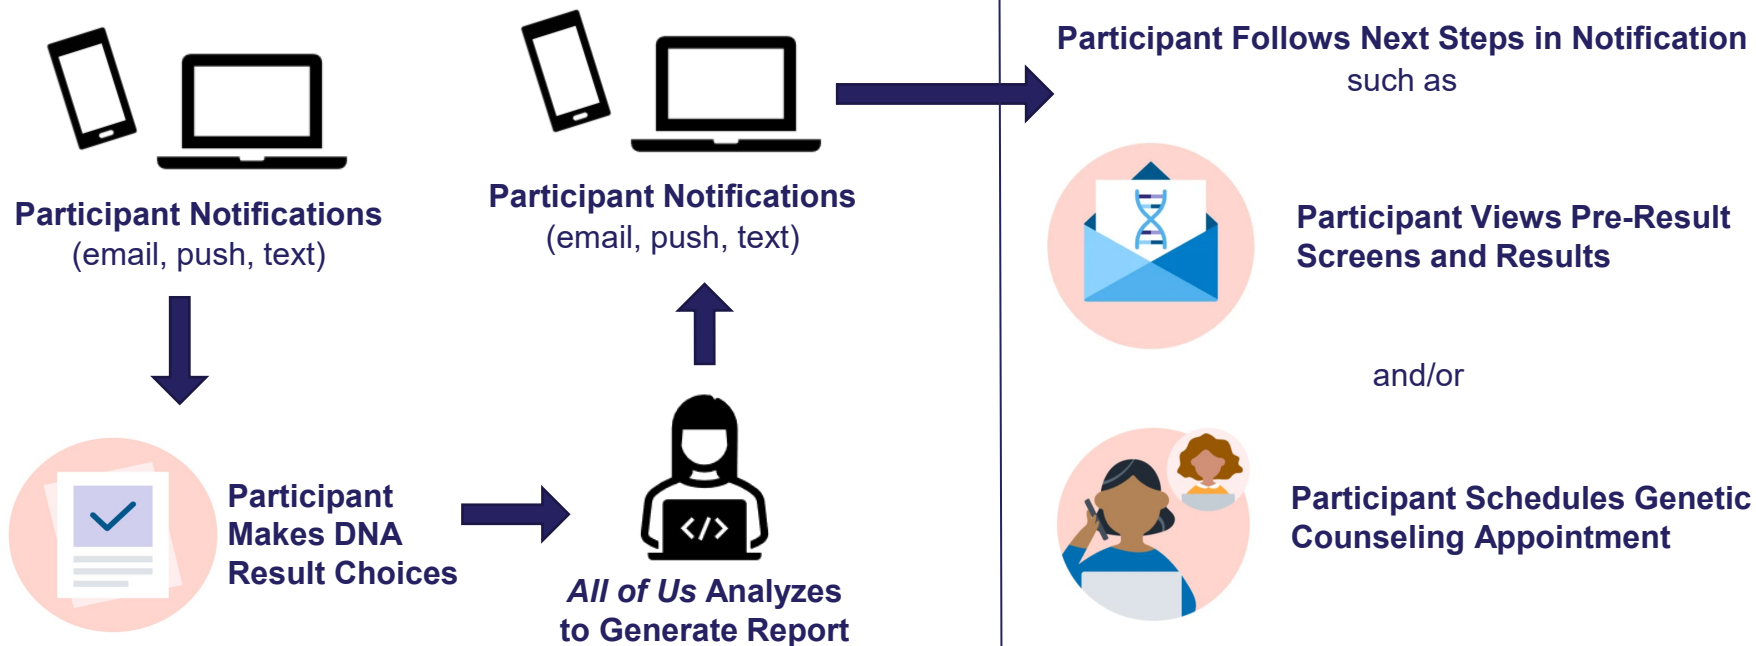 Participant Notifications
(email, push, text)
Participant
Makes DNA
Result Choices
</>
All of Us Analyzes
to Generate Report
Participant Notifications
(email, push, text)
Participant Follows Next Steps in Notification
such as
Participant Views Pre-Result
Screens and Results
and/or
Participant Schedules Genetic
Counseling Appointment